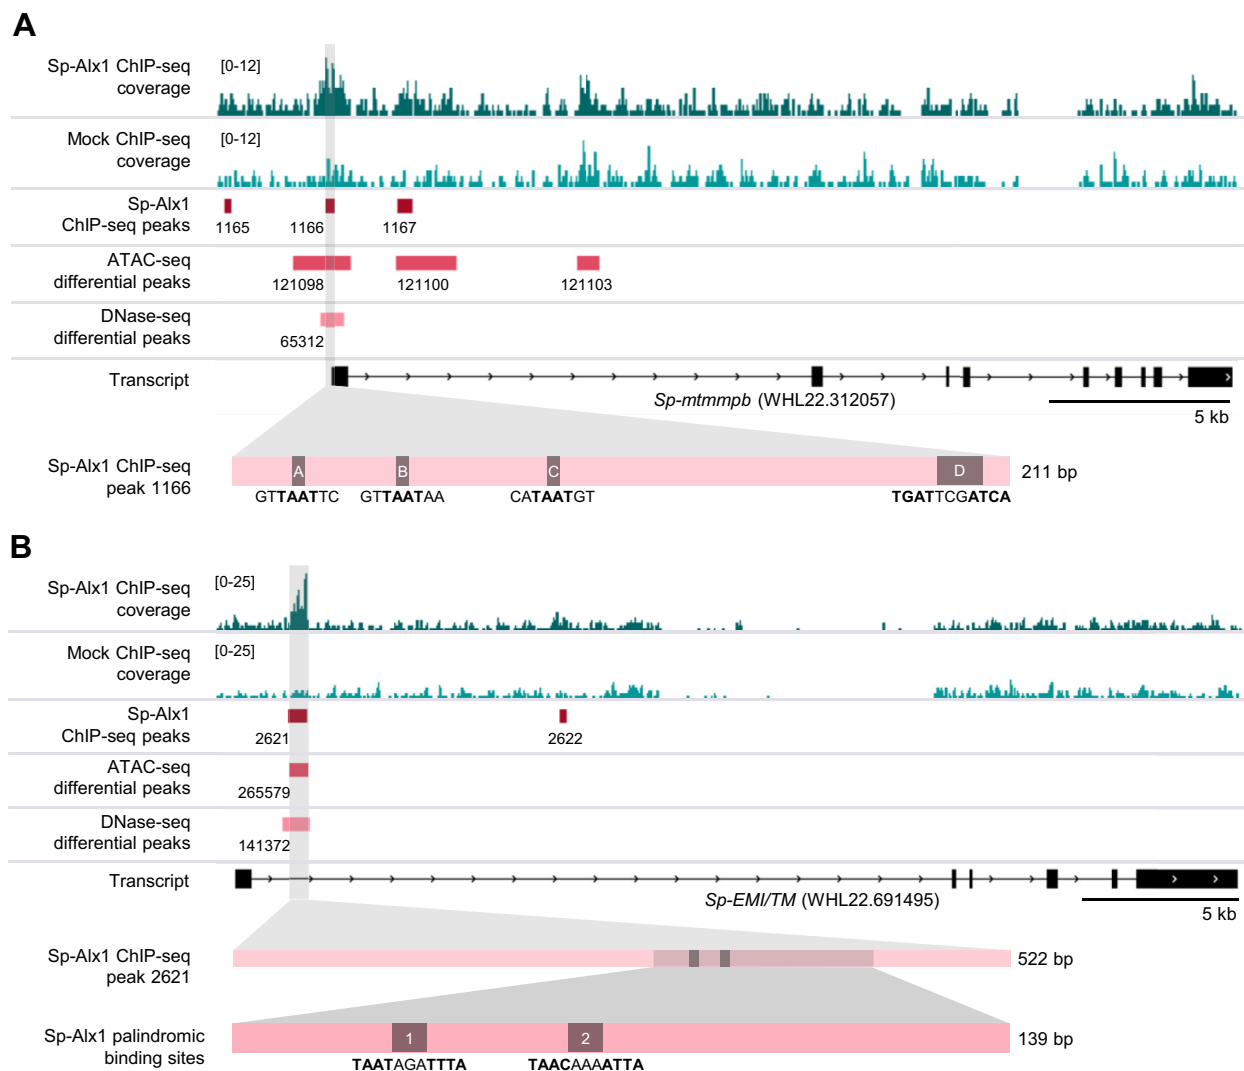 A
Sp-Alx1 ChIP-seq
coverage
[0-12]
Mock ChIP-seq
coverage
[0-12]
Sp-Alx1
ChIP-seq peaks
1165
1166
1167
ATAC-seq
differential peaks
121098
121100
121103
DNase-seq
differential peaks
65312
Transcript
Sp-mtmmpb (WHL22.312057)
5 kb
Sp-Alx1 ChIP-seq
peak 1166
A
B
C
D
211 bp
GTTAATTC
GTTAATAA
CATAATGT
TGATTCGATCA
B
Sp-Alx1 ChIP-seq
coverage
[0-25]
Mock ChIP-seq
coverage
[0-25]
Sp-Alx1
ChIP-seq peaks
2621
2622
ATAC-seq
differential peaks
265579
DNase-seq
differential peaks
141372
Transcript
Sp-EMI/TM (WHL22.691495)
5 kb
Sp-Alx1 ChIP-seq
peak 2621
522 bp
Sp-Alx1 palindromic
binding sites
1
2
139 bp
TAATAGATTTA
TAACAAAATTA